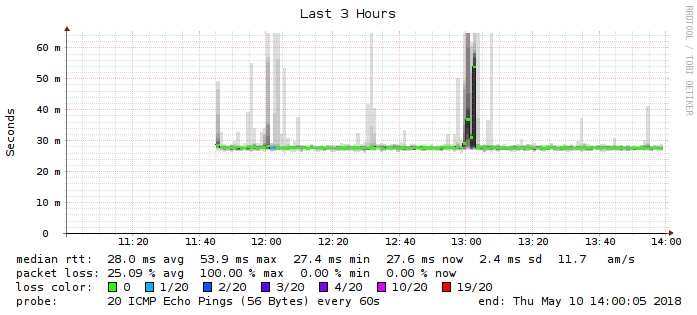 Last 3 Hours
RRDTOOL / TOBI OETIKER
Seconds
60 m
50 m
40 m
30 m
20 m
10 m
0
11:20 11:40 12:00 12:20 12:40 13:00 13:20 13:40 14:00
median rtt: 28.0 ms avg 53.9 ms max 27.4 ms min 27.6 ms now 2.4 ms sd 11.7 am/s
packet loss: 25.09 % avg 100.00 % max 0.00 % min 0.00 % now
loss color: 0 1/20 2/20 3/20 4/20 10/20 19/20
probe: 20 ICMP Echo Pings (56 Bytes) every 60s end: Thu May 10 14:00:05 2018